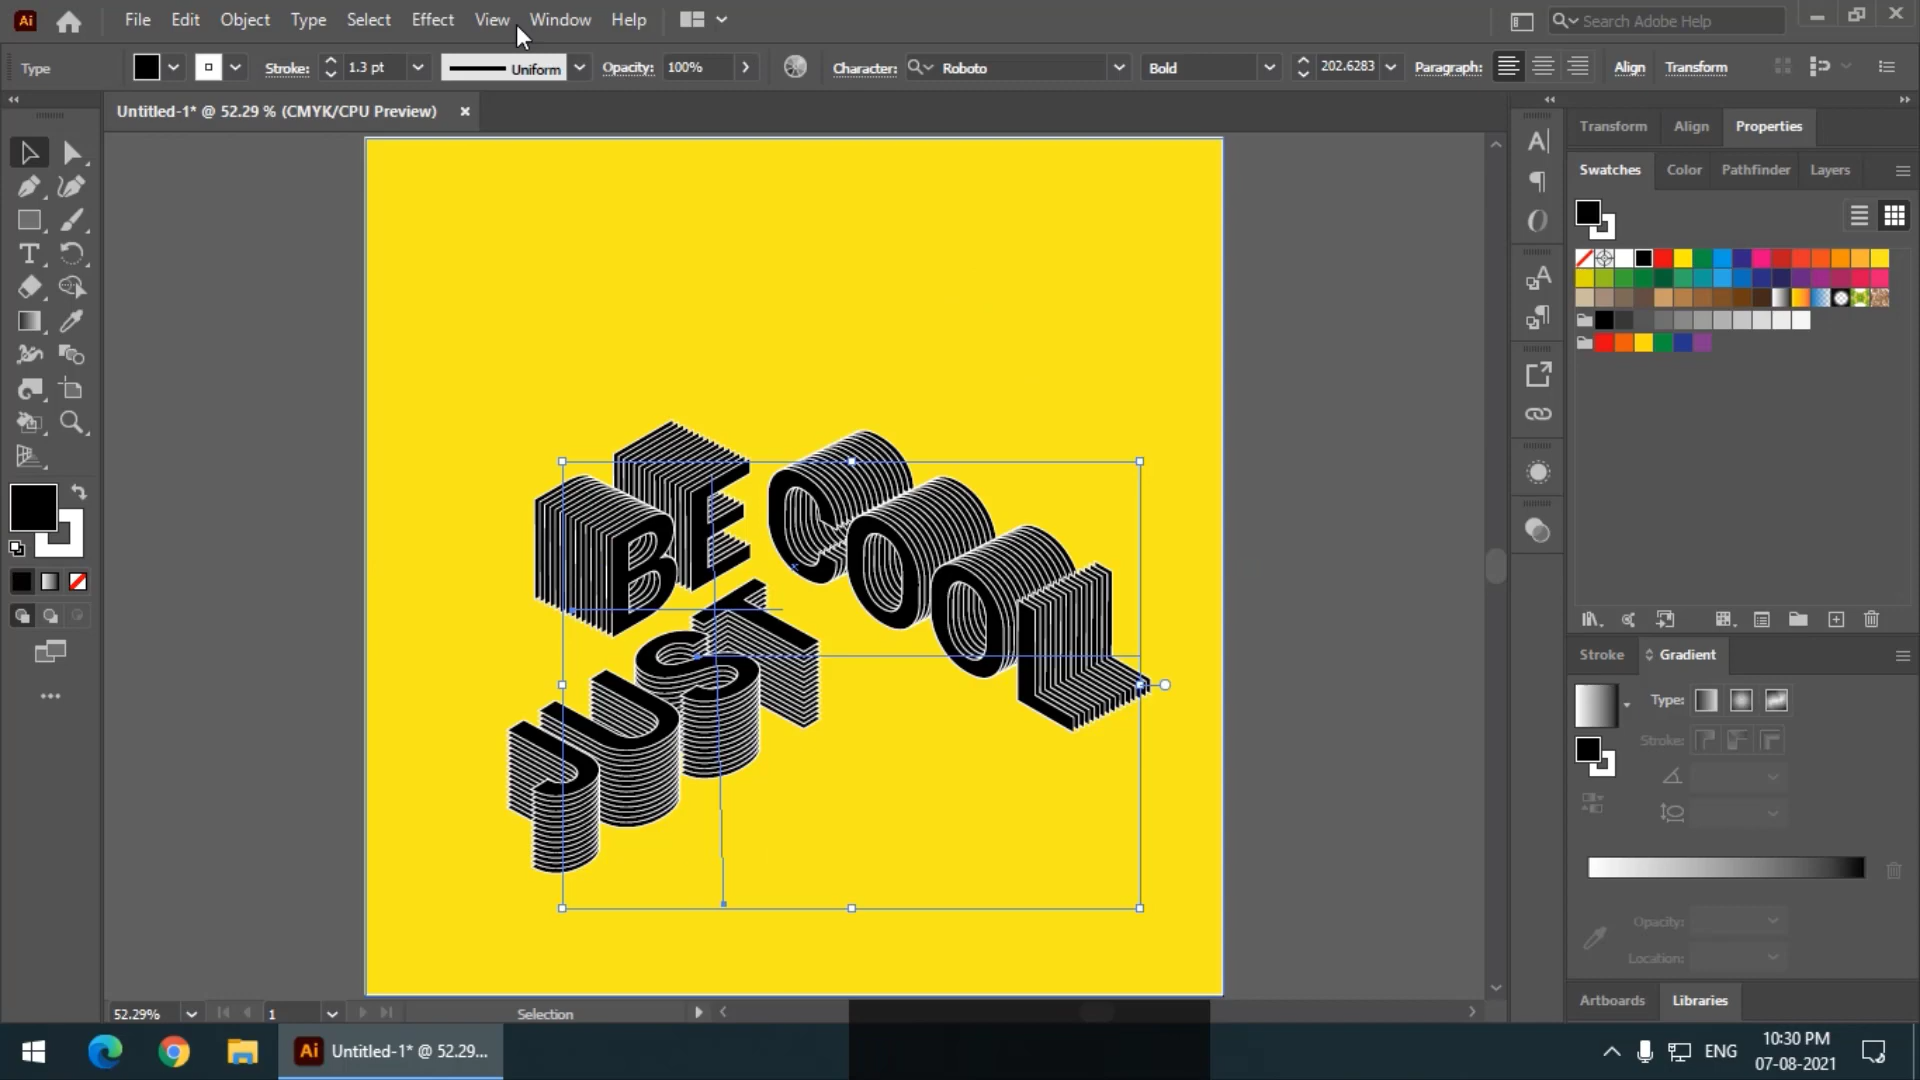 Ai File Edit Object Type Select Effect View Window Help Search Adobe Help
Type Stroke: 1.3 pt Uniform Opacity: 100% Character: Roboto Bold 202.6283 Paragraph: Align Transform
Untitled-1* @ 52.29 % (CMYK/CPU Preview)
Transform Align Properties
Swatches Color Pathfinder Layers
BE COOL
JUST
Stroke Gradient
Type:
Stroke:
Opacity:
Location:
Artboards Libraries
52.29% 1 Selection
Ai Untitled-1* @ 52.29...
ENG
10:30 PM
07-08-2021